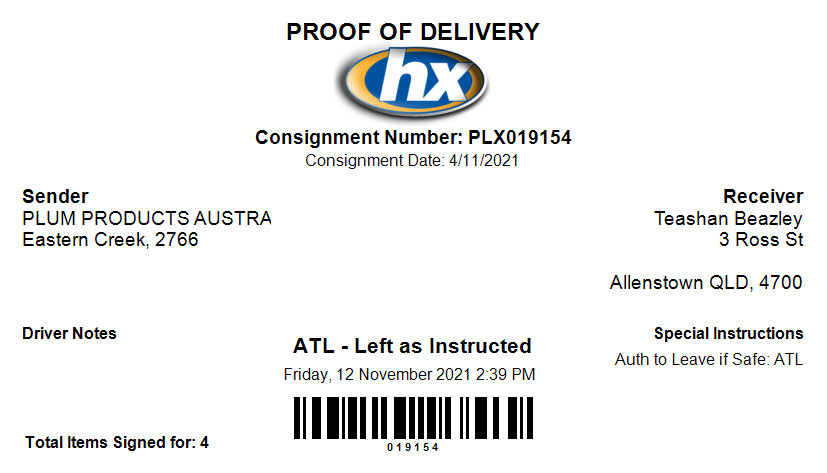 PROOF OF DELIVERY
hx
Consignment Number: PLX019154
Consignment Date: 4/11/2021
Sender
PLUM PRODUCTS AUSTRA
Eastern Creek, 2766
Receiver
Teashan Beazley
3 Ross St
Allenstown QLD, 4700
Driver Notes
ATL - Left as Instructed
Friday, 12 November 2021 2:39 PM
Special Instructions
Auth to Leave if Safe: ATL
019154
Total Items Signed for: 4